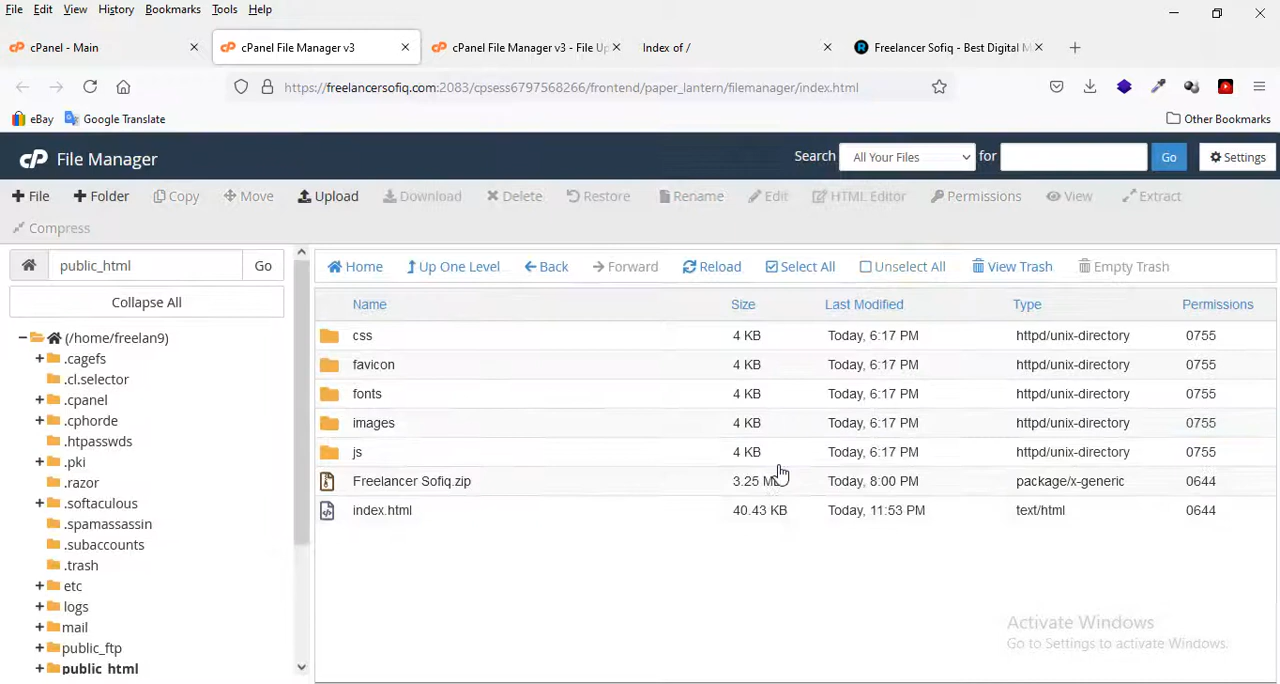 File Edit View History Bookmarks Tools Help
cPanel - Main
cPanel File Manager v3
cPanel File Manager v3 - File Up
Index of /
Freelancer Sofiq - Best Digital M
https://freelancersofiq.com:2083/cpsess6797568266/frontend/paper_lantern/filemanager/index.html
eBay Google Translate Other Bookmarks
cP File Manager Search All Your Files for Go Settings
File Folder Copy Move Upload Download Delete Restore Rename Edit HTML Editor Permissions View Extract
Compress
public_html Go
Collapse All
(/home/freelan9)
.cagefs
.cl.selector
.cpanel
.cphorde
.htpasswds
.pki
.razor
.softaculous
.spamassassin
.subaccounts
.trash
etc
logs
mail
public_ftp
public_html
Home Up One Level Back Forward Reload Select All Unselect All View Trash Empty Trash
Name Size Last Modified Type Permissions
css 4 KB Today, 6:17 PM httpd/unix-directory 0755
favicon 4 KB Today, 6:17 PM httpd/unix-directory 0755
fonts 4 KB Today, 6:17 PM httpd/unix-directory 0755
images 4 KB Today, 6:17 PM httpd/unix-directory 0755
js 4 KB Today, 6:17 PM httpd/unix-directory 0755
Freelancer Sofiq.zip 3.25 Today, 8:00 PM package/x-generic 0644
index.html 40.43 KB Today, 11:53 PM text/html 0644
Activate Windows
Go to Settings to activate Windows.